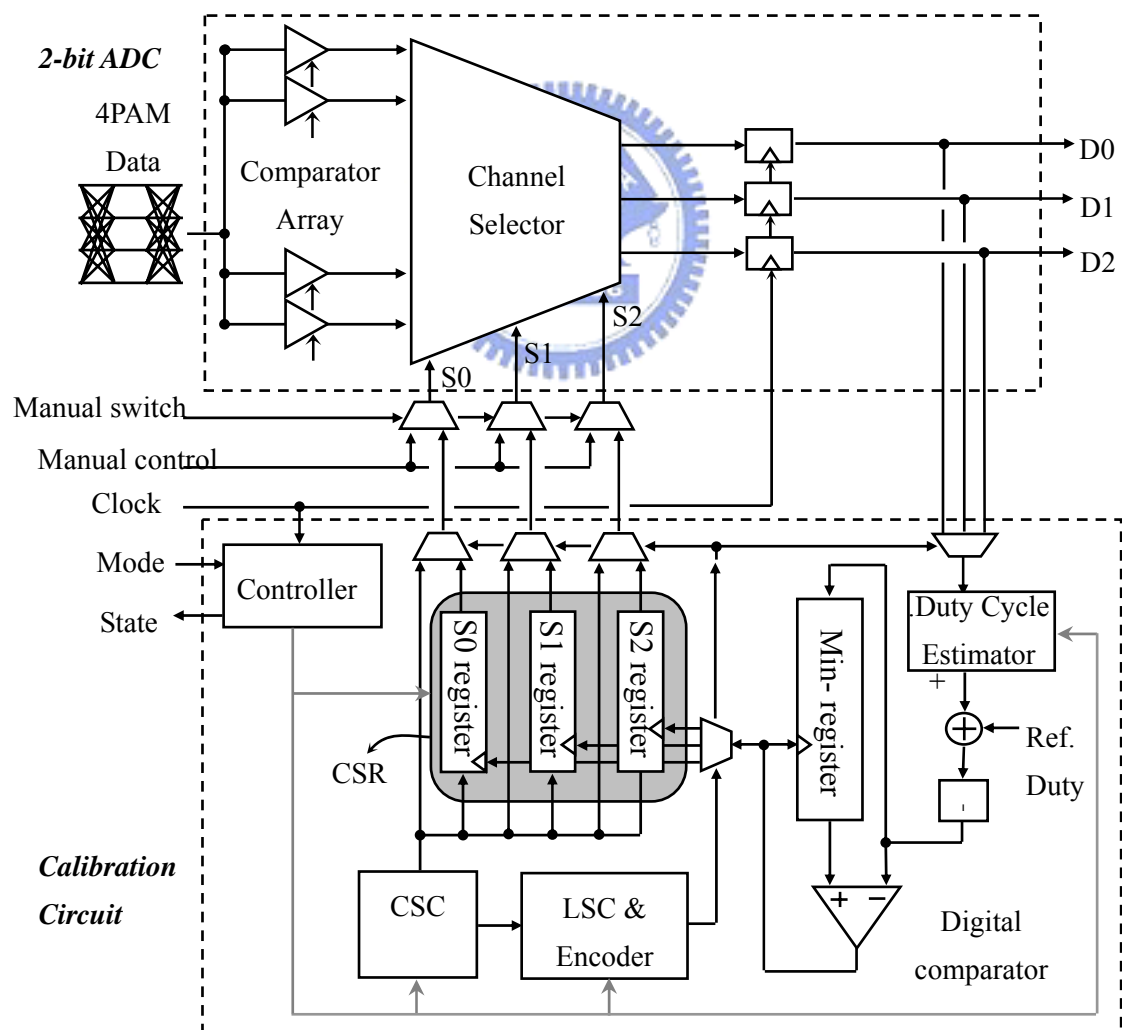 2-bit ADC
4PAM
Data
Comparator
Array
Channel
Selector
D0
D1
D2
S2
S1
S0
Manual switch
Manual control
Clock
Mode
State
Controller
.Duty Cycle
Estimator
S0 register
S1 register
S2 register
Min- register
+
+
Ref.
Duty
-
CSR
Calibration
Circuit
CSC
LSC &
Encoder
+ −
Digital
comparator